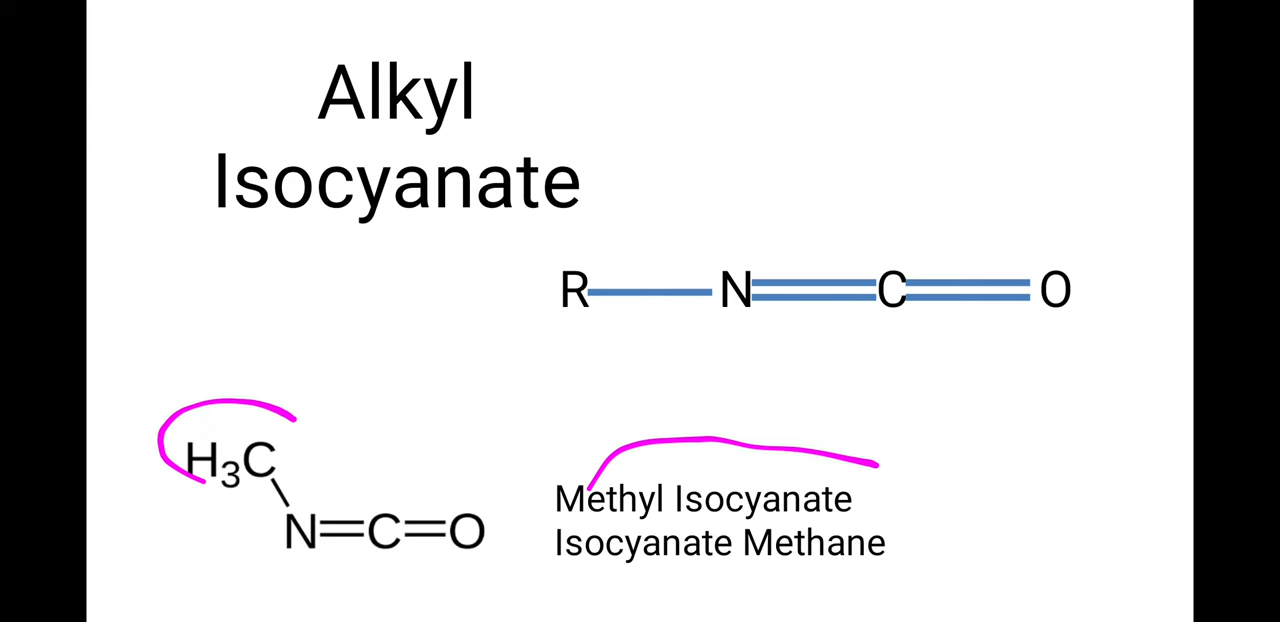 Alkyl
Isocyanate
R N C O
H3C
N=C=O
Methyl Isocyanate
Isocyanate Methane